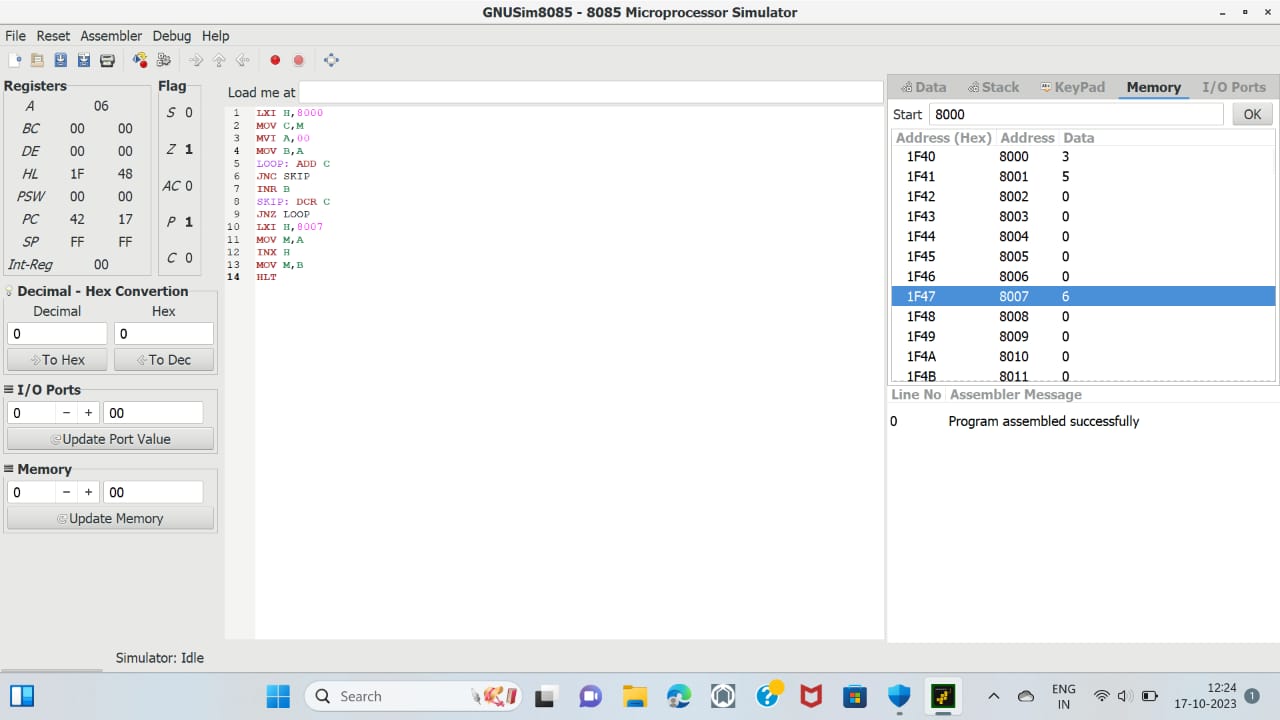 GNUSim8085 - 8085 Microprocessor Simulator
File Reset Assembler Debug Help
Registers
A 06
BC 00 00
DE 00 00
HL 1F 48
PSW 00 00
PC 42 17
SP FF FF
Int-Reg 00
Flag
S 0
Z 1
AC 0
P 1
C 0
Decimal - Hex Convertion
Decimal Hex
0 0
To Hex To Dec
I/O Ports
0 − + 00
Update Port Value
Memory
0 − + 00
Update Memory
Load me at
1 LXI H,8000
2 MOV C,M
3 MVI A,00
4 MOV B,A
5 LOOP: ADD C
6 JNC SKIP
7 INR B
8 SKIP: DCR C
9 JNZ LOOP
10 LXI H,8007
11 MOV M,A
12 INX H
13 MOV M,B
14 HLT
Data Stack KeyPad Memory I/O Ports
Start 8000 OK
Address (Hex) Address Data
1F40 8000 3
1F41 8001 5
1F42 8002 0
1F43 8003 0
1F44 8004 0
1F45 8005 0
1F46 8006 0
1F47 8007 6
1F48 8008 0
1F49 8009 0
1F4A 8010 0
1F4B 8011 0
Line No Assembler Message
0 Program assembled successfully
Simulator: Idle
Search
ENG
IN
12:24
17-10-2023
1